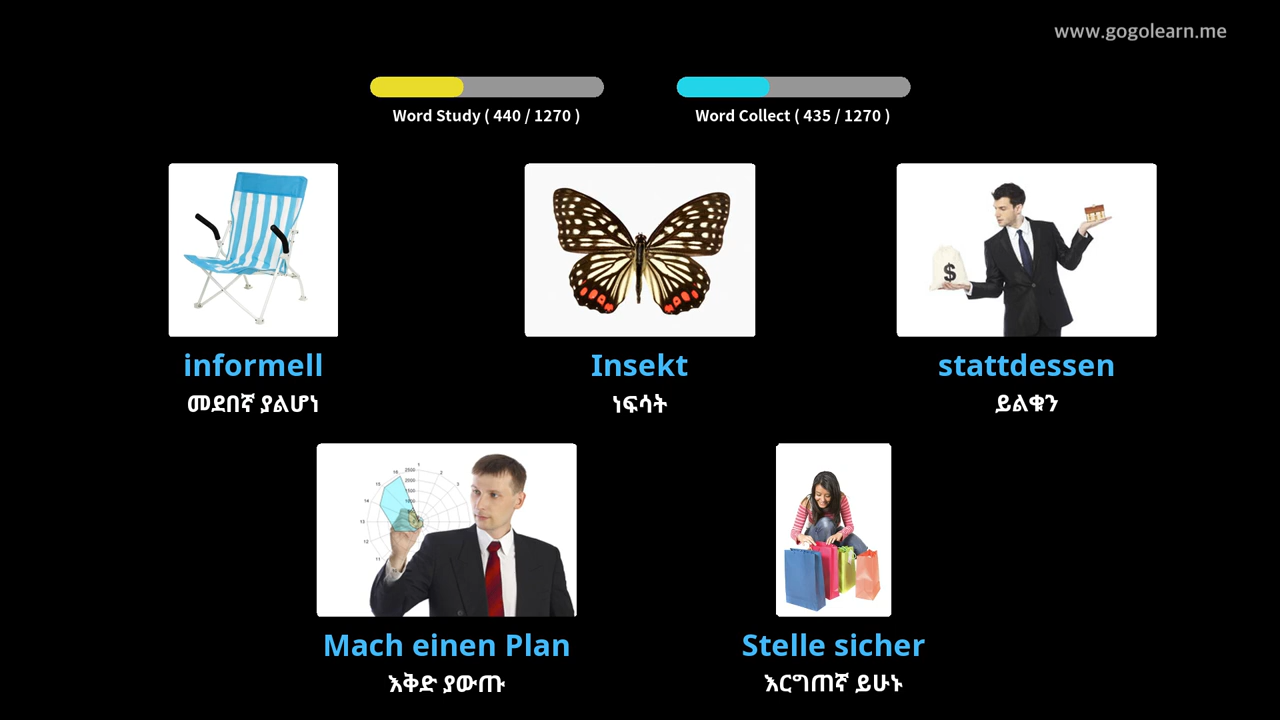 www.gogolearn.me
Word Study ( 440 / 1270 )
Word Collect ( 435 / 1270 )
$
informell
መደበኛ ያልሆነ
Insekt
ነፍሳት
stattdessen
ይልቁን
Mach einen Plan
እቅድ ያውጡ
Stelle sicher
እርግጠኛ ይሁኑ